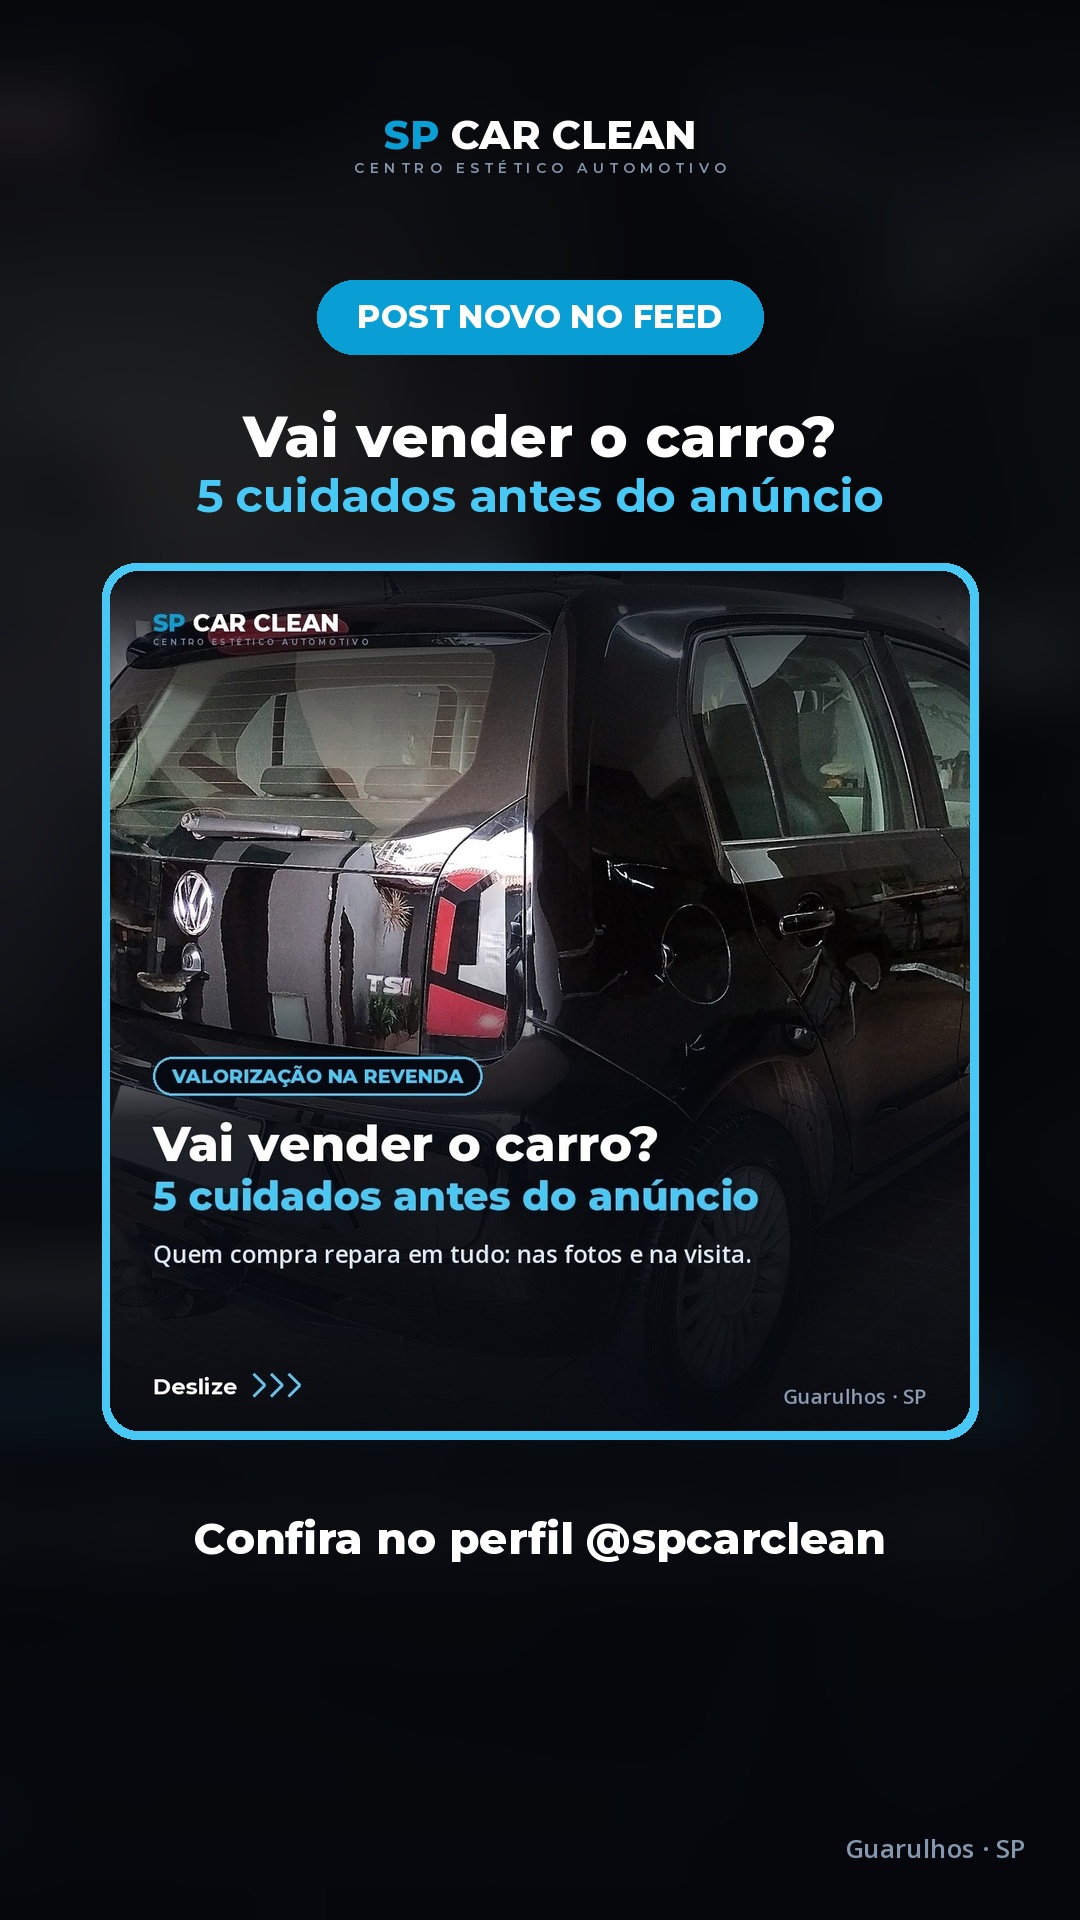 SP CAR CLEAN
CENTRO ESTÉTICO AUTOMOTIVO
POST NOVO NO FEED
Vai vender o carro?
5 cuidados antes do anúncio
SP CAR CLEAN
CENTRO ESTÉTICO AUTOMOTIVO
TSI
VALORIZAÇÃO NA REVENDA
Vai vender o carro?
5 cuidados antes do anúncio
Quem compra repara em tudo: nas fotos e na visita.
Deslize
Guarulhos · SP
Confira no perfil @spcarclean
Guarulhos · SP